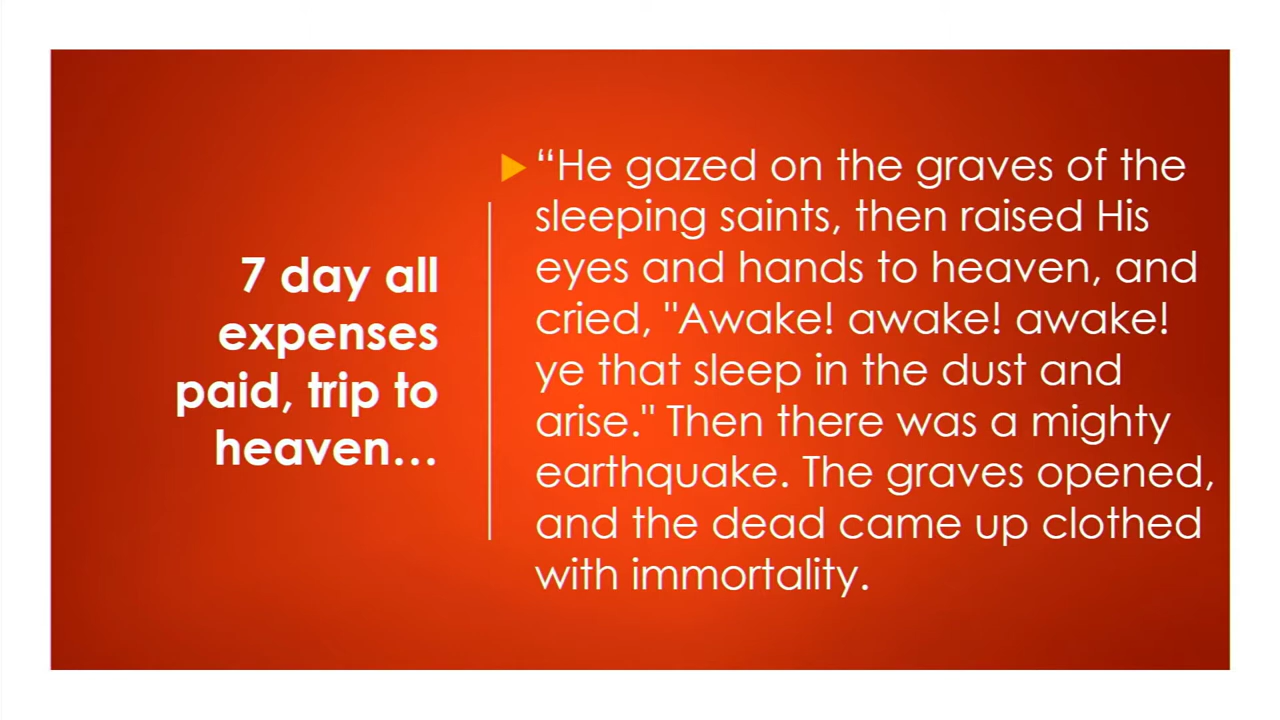 7 day all
expenses
paid, trip to
heaven…
“He gazed on the graves of the
sleeping saints, then raised His
eyes and hands to heaven, and
cried, "Awake! awake! awake!
ye that sleep in the dust and
arise." Then there was a mighty
earthquake. The graves opened,
and the dead came up clothed
with immortality.